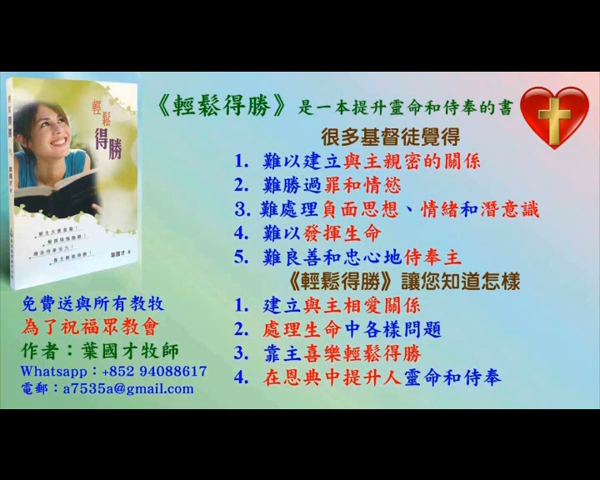 《輕鬆得勝》是一本提升靈命和侍奉的書
很多基督徒覺得
1. 難以建立與主親密的關係
2. 難勝過罪和情慾
3. 難處理負面思想、情緒和潛意識
4. 難以發揮生命
5. 難良善和忠心地侍奉主
《輕鬆得勝》讓您知道怎樣
1. 建立與主相愛關係
2. 處理生命中各樣問題
3. 靠主喜樂輕鬆得勝
4. 在恩典中提升人靈命和侍奉
輕鬆
得勝
葉國才 著
輕鬆得勝
免費送與所有教牧
為了祝福眾教會
作者：葉國才牧師
Whatsapp：+852 94088617
電郵：a7535a@gmail.com